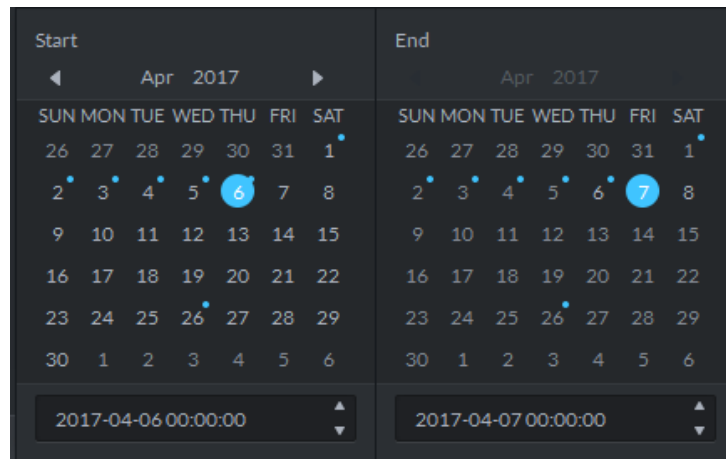 Start
Apr 2017
SUN MON TUE WED THU FRI SAT
26 27 28 29 30 31 1
2 3 4 5 6 7 8
9 10 11 12 13 14 15
16 17 18 19 20 21 22
23 24 25 26 27 28 29
30 1 2 3 4 5 6
2017-04-06 00:00:00
End
Apr 2017
SUN MON TUE WED THU FRI SAT
26 27 28 29 30 31 1
2 3 4 5 6 7 8
9 10 11 12 13 14 15
16 17 18 19 20 21 22
23 24 25 26 27 28 29
30 1 2 3 4 5 6
2017-04-07 00:00:00